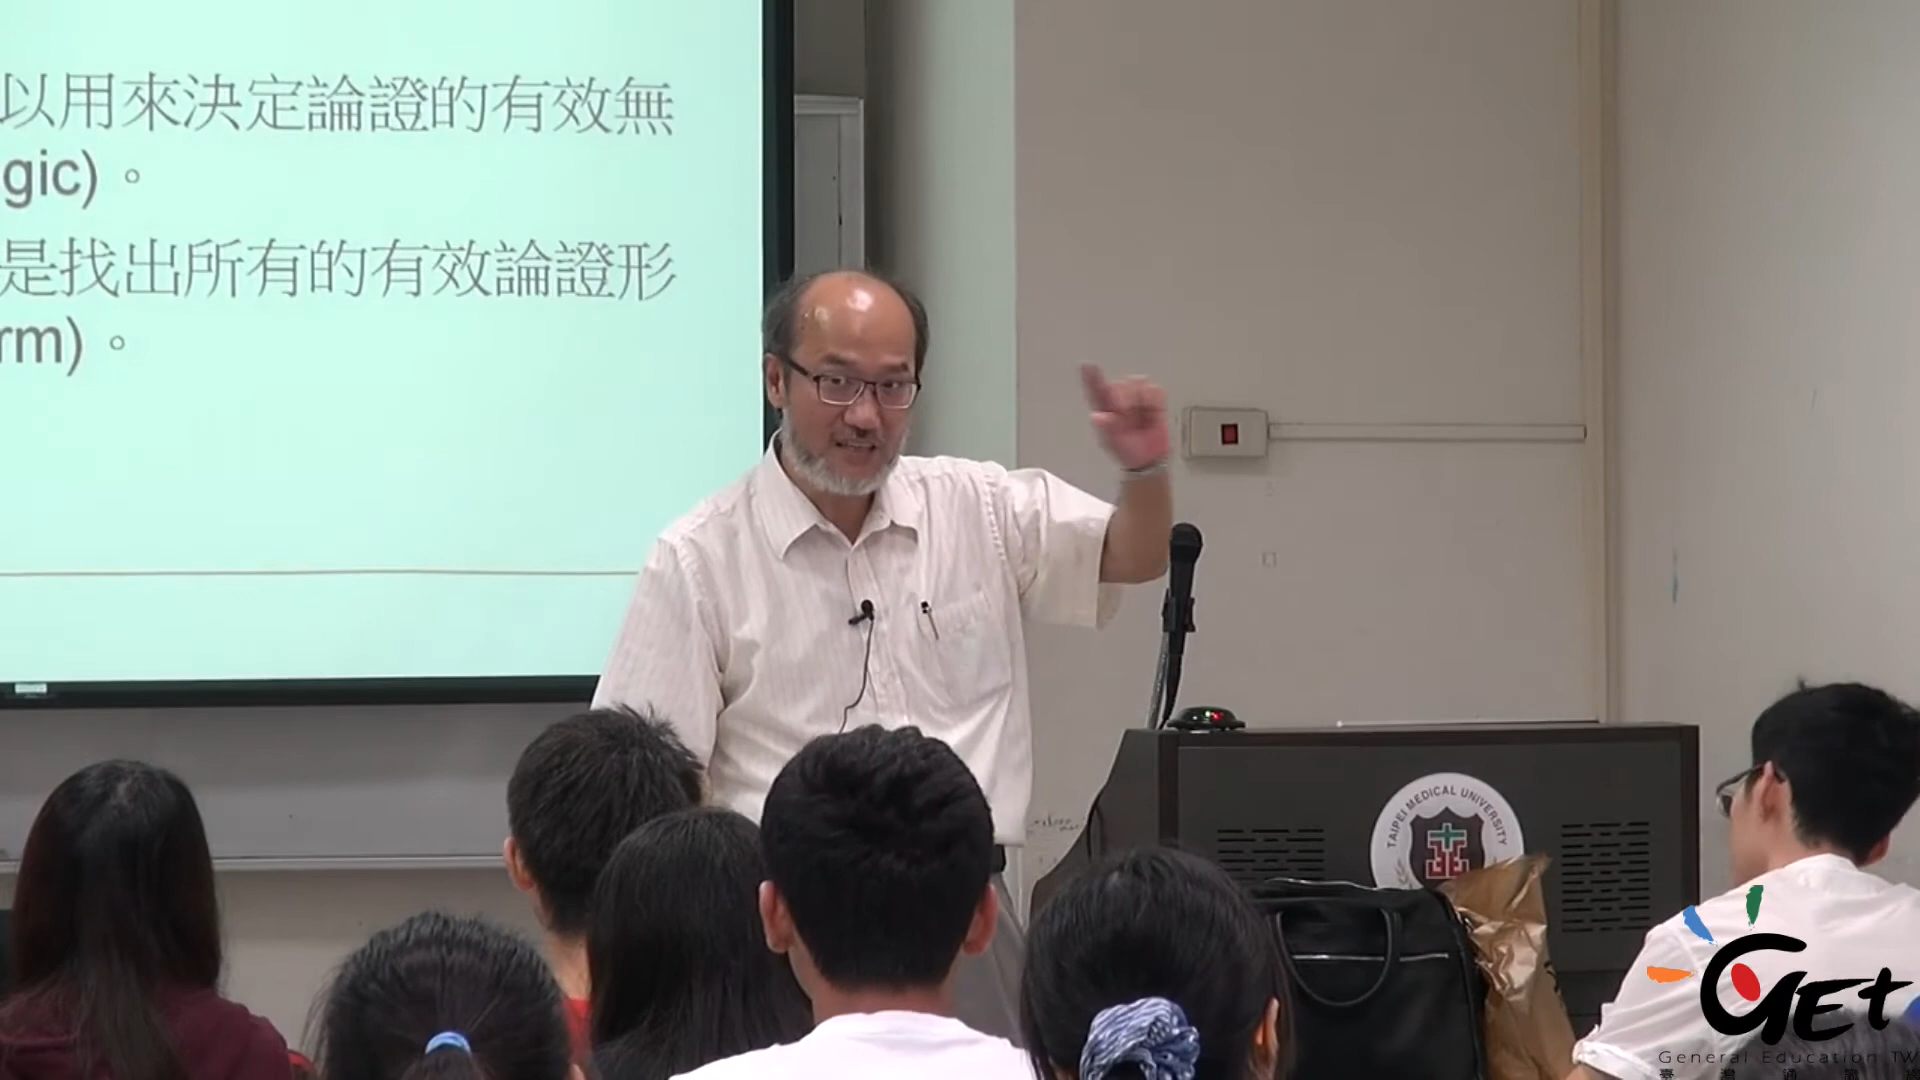 以用來決定論證的有效無
gic)。
是找出所有的有效論證形
rm)。
TAIPEI MEDICAL UNIVERSITY
GEt
General Education TW